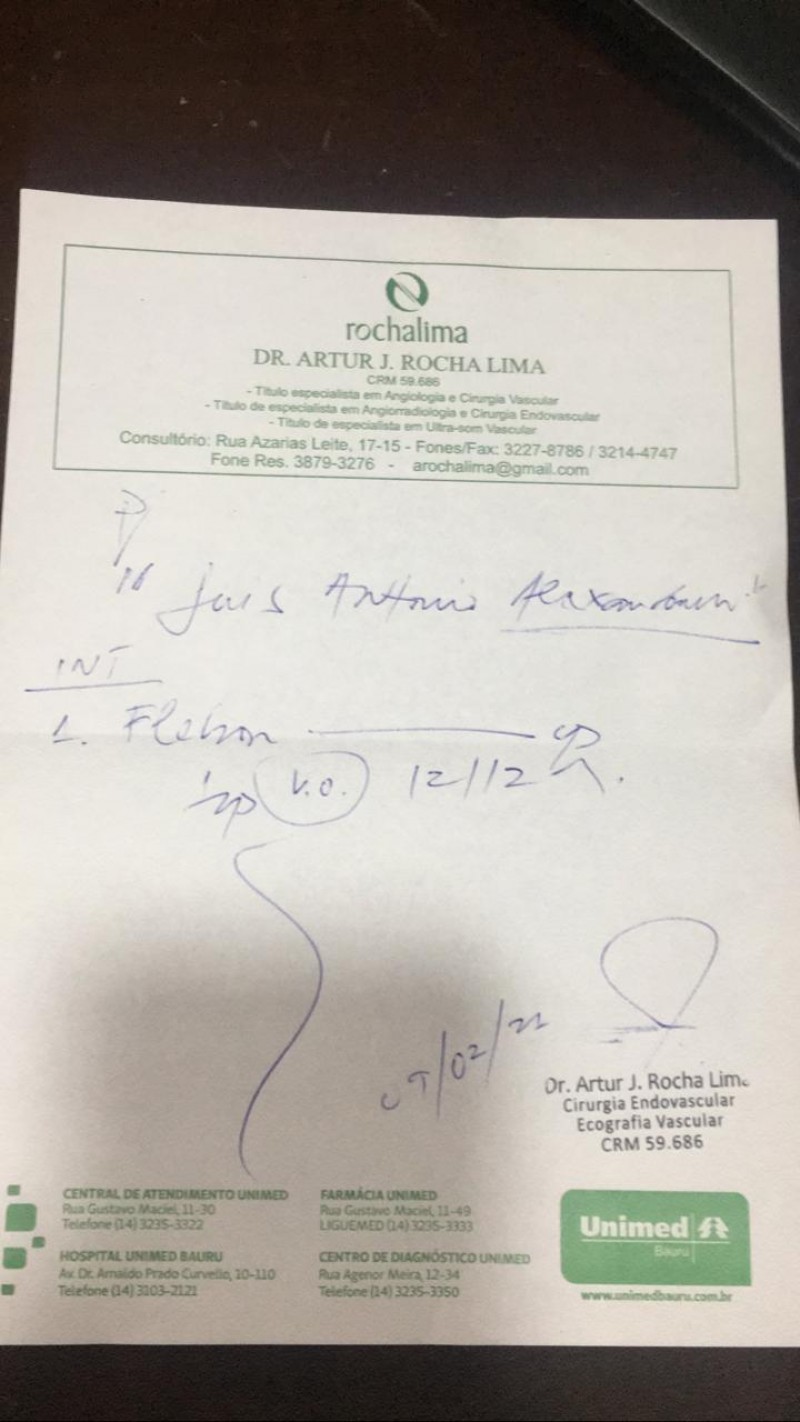 rochalima
DR. ARTUR J. ROCHA LIMA
CRM 59.686
- Título especialista em Angiologia e Cirurgia Vascular
- Título de especialista em Angiorradiologia e Cirurgia Endovascular
- Título de especialista em Ultra-som Vascular
Consultório: Rua Azarias Leite, 17-15 - Fones/Fax: 3227-8786 / 3214-4747
Fone Res. 3879-3276 - arochalima@gmail.com
P/
" Luis Antonio
INT
1. Flebon
V.O. 12/12 h.
/02/22
Dr. Artur J. Rocha Lima
Cirurgia Endovascular
Ecografia Vascular
CRM 59.686
CENTRAL DE ATENDIMENTO UNIMED
Rua Gustavo Maciel, 11-30
Telefone (14) 3235-3322
FARMÁCIA UNIMED
Rua Gustavo Maciel, 11-49
LIGUEMED (14) 3235-3333
HOSPITAL UNIMED BAURU
Av. Dr. Arnaldo Prado Curvello, 10-110
Telefone (14) 3103-2121
CENTRO DE DIAGNÓSTICO UNIMED
Rua Agenor Meira, 12-34
Telefone (14) 3235-3350
Unimed
Bauru
www.unimedbauru.com.br